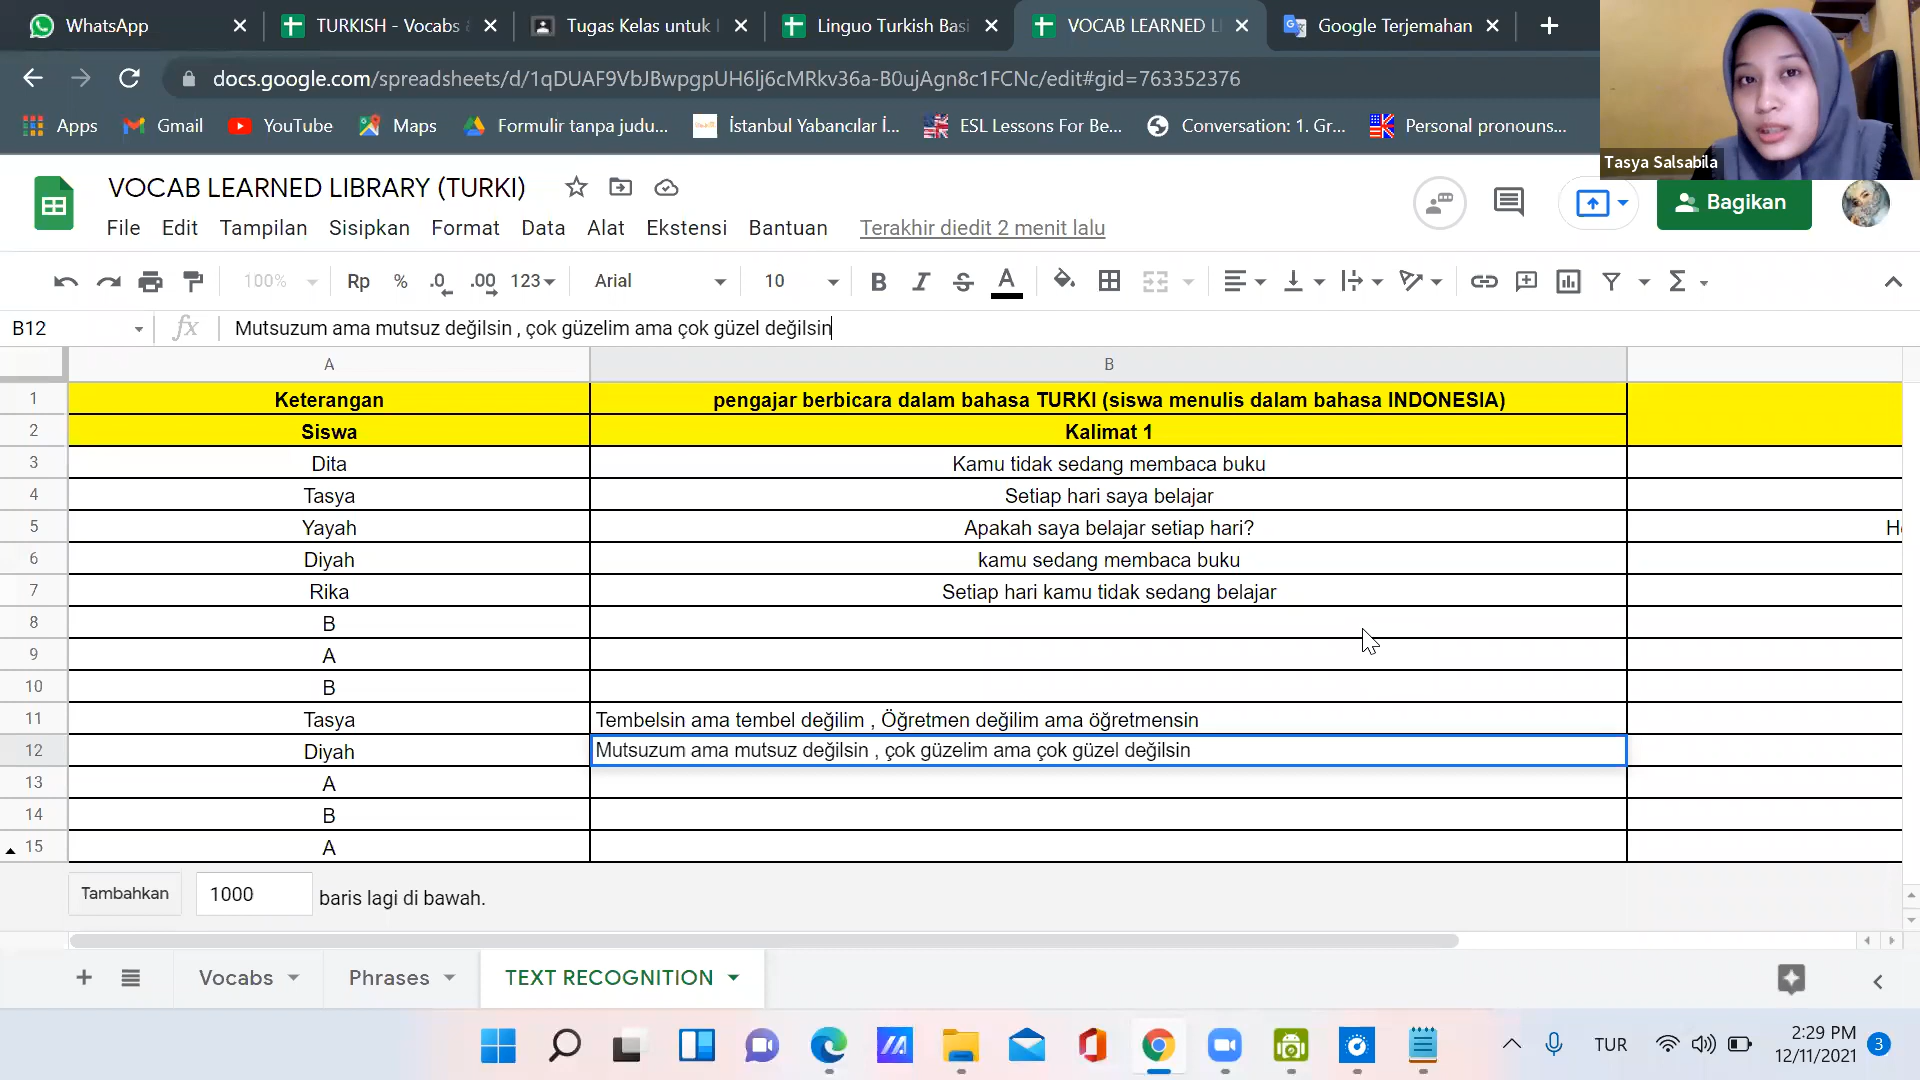 WhatsApp
TURKISH - Vocabs
Tugas Kelas untuk
Linguo Turkish Basi
VOCAB LEARNED L
Google Terjemahan
docs.google.com/spreadsheets/d/1qDUAF9VbJBwpgpUH6lj6cMRkv36a-B0ujAgn8c1FCNc/edit#gid=763352376
Apps
Gmail
YouTube
Maps
Formulir tanpa judu...
İstanbul Yabancılar İ...
ESL Lessons For Be...
Conversation: 1. Gr...
Personal pronouns...
Tasya Salsabila
VOCAB LEARNED LIBRARY (TURKI)
File Edit Tampilan Sisipkan Format Data Alat Ekstensi Bantuan Terakhir diedit 2 menit lalu
Bagikan
100% Rp % .0 .00 123 Arial 10 B I S A
B12 fx Mutsuzum ama mutsuz değilsin , çok güzelim ama çok güzel değilsin
A B
1 Keterangan pengajar berbicara dalam bahasa TURKI (siswa menulis dalam bahasa INDONESIA)
2 Siswa Kalimat 1
3 Dita Kamu tidak sedang membaca buku
4 Tasya Setiap hari saya belajar
5 Yayah Apakah saya belajar setiap hari?
6 Diyah kamu sedang membaca buku
7 Rika Setiap hari kamu tidak sedang belajar
8 B
9 A
10 B
11 Tasya Tembelsin ama tembel değilim , Öğretmen değilim ama öğretmensin
12 Diyah Mutsuzum ama mutsuz değilsin , çok güzelim ama çok güzel değilsin
13 A
14 B
15 A
Tambahkan 1000 baris lagi di bawah.
Vocabs Phrases TEXT RECOGNITION
TUR
2:29 PM
12/11/2021
3